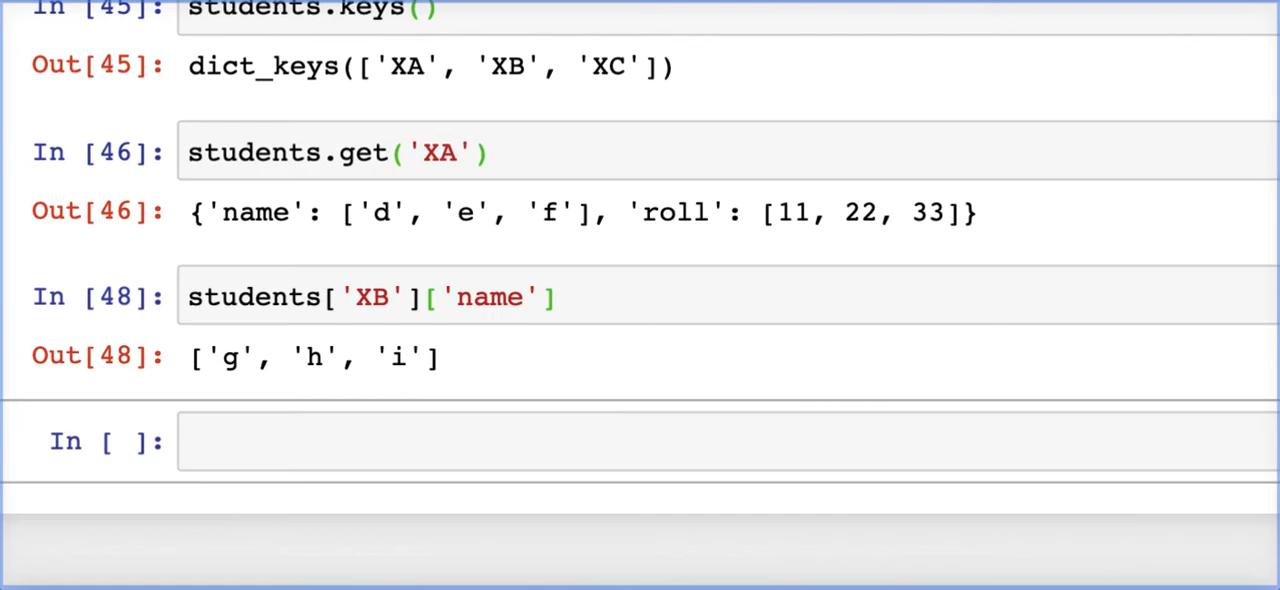 In [45]: students.keys()
Out[45]: dict_keys(['XA', 'XB', 'XC'])
In [46]: students.get('XA')
Out[46]: {'name': ['d', 'e', 'f'], 'roll': [11, 22, 33]}
In [48]: students['XB']['name']
Out[48]: ['g', 'h', 'i']
In [ ]: